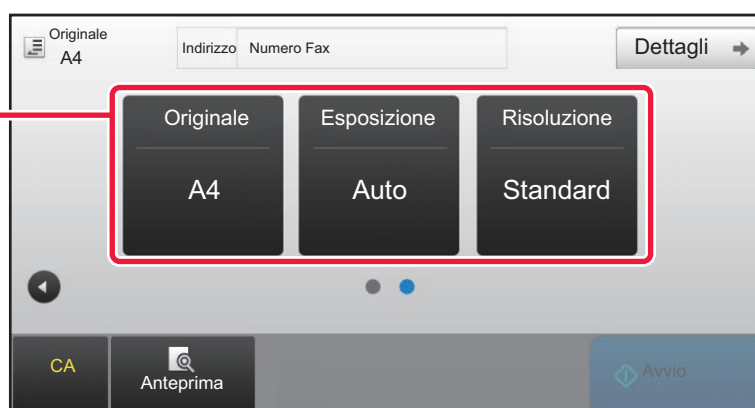 Originale
A4
Indirizzo Numero Fax
Dettagli
Originale Esposizione Risoluzione
A4 Auto Standard
CA
Anteprima
Avvio